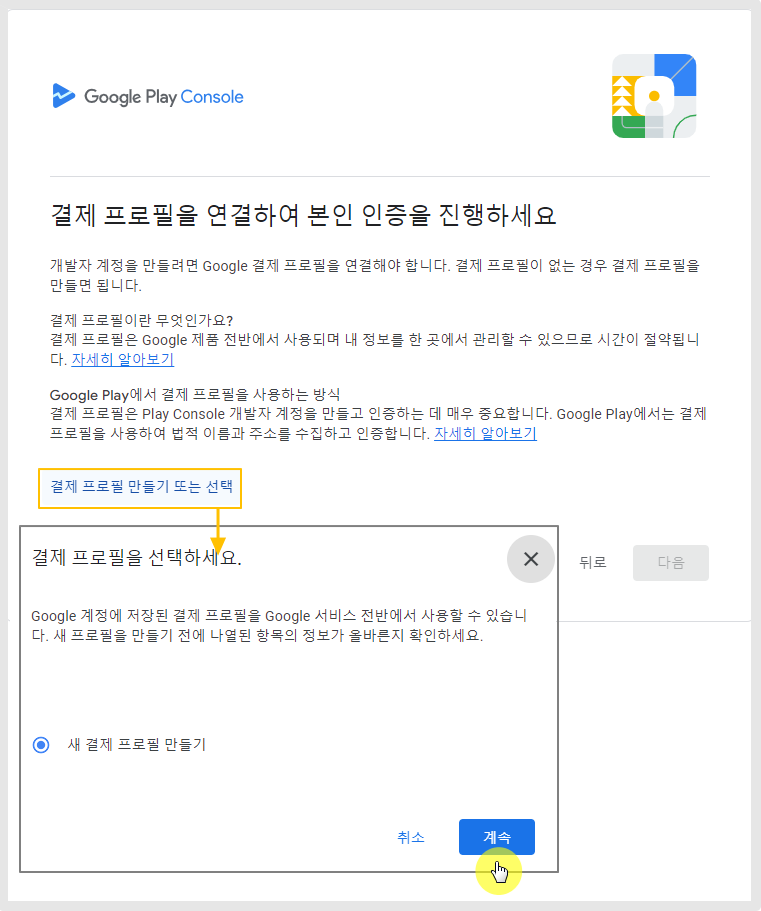 Google Play Console
결제 프로필을 연결하여 본인 인증을 진행하세요
개발자 계정을 만들려면 Google 결제 프로필을 연결해야 합니다. 결제 프로필이 없는 경우 결제 프로필을
만들면 됩니다.
결제 프로필이란 무엇인가요?
결제 프로필은 Google 제품 전반에서 사용되며 내 정보를 한 곳에서 관리할 수 있으므로 시간이 절약됩니
다. 자세히 알아보기
Google Play에서 결제 프로필을 사용하는 방식
결제 프로필은 Play Console 개발자 계정을 만들고 인증하는 데 매우 중요합니다. Google Play에서는 결제
프로필을 사용하여 법적 이름과 주소를 수집하고 인증합니다. 자세히 알아보기
결제 프로필 만들기 또는 선택
결제 프로필을 선택하세요.
뒤로
다음
Google 계정에 저장된 결제 프로필을 Google 서비스 전반에서 사용할 수 있습니
다. 새 프로필을 만들기 전에 나열된 항목의 정보가 올바른지 확인하세요.
새 결제 프로필 만들기
취소
계속